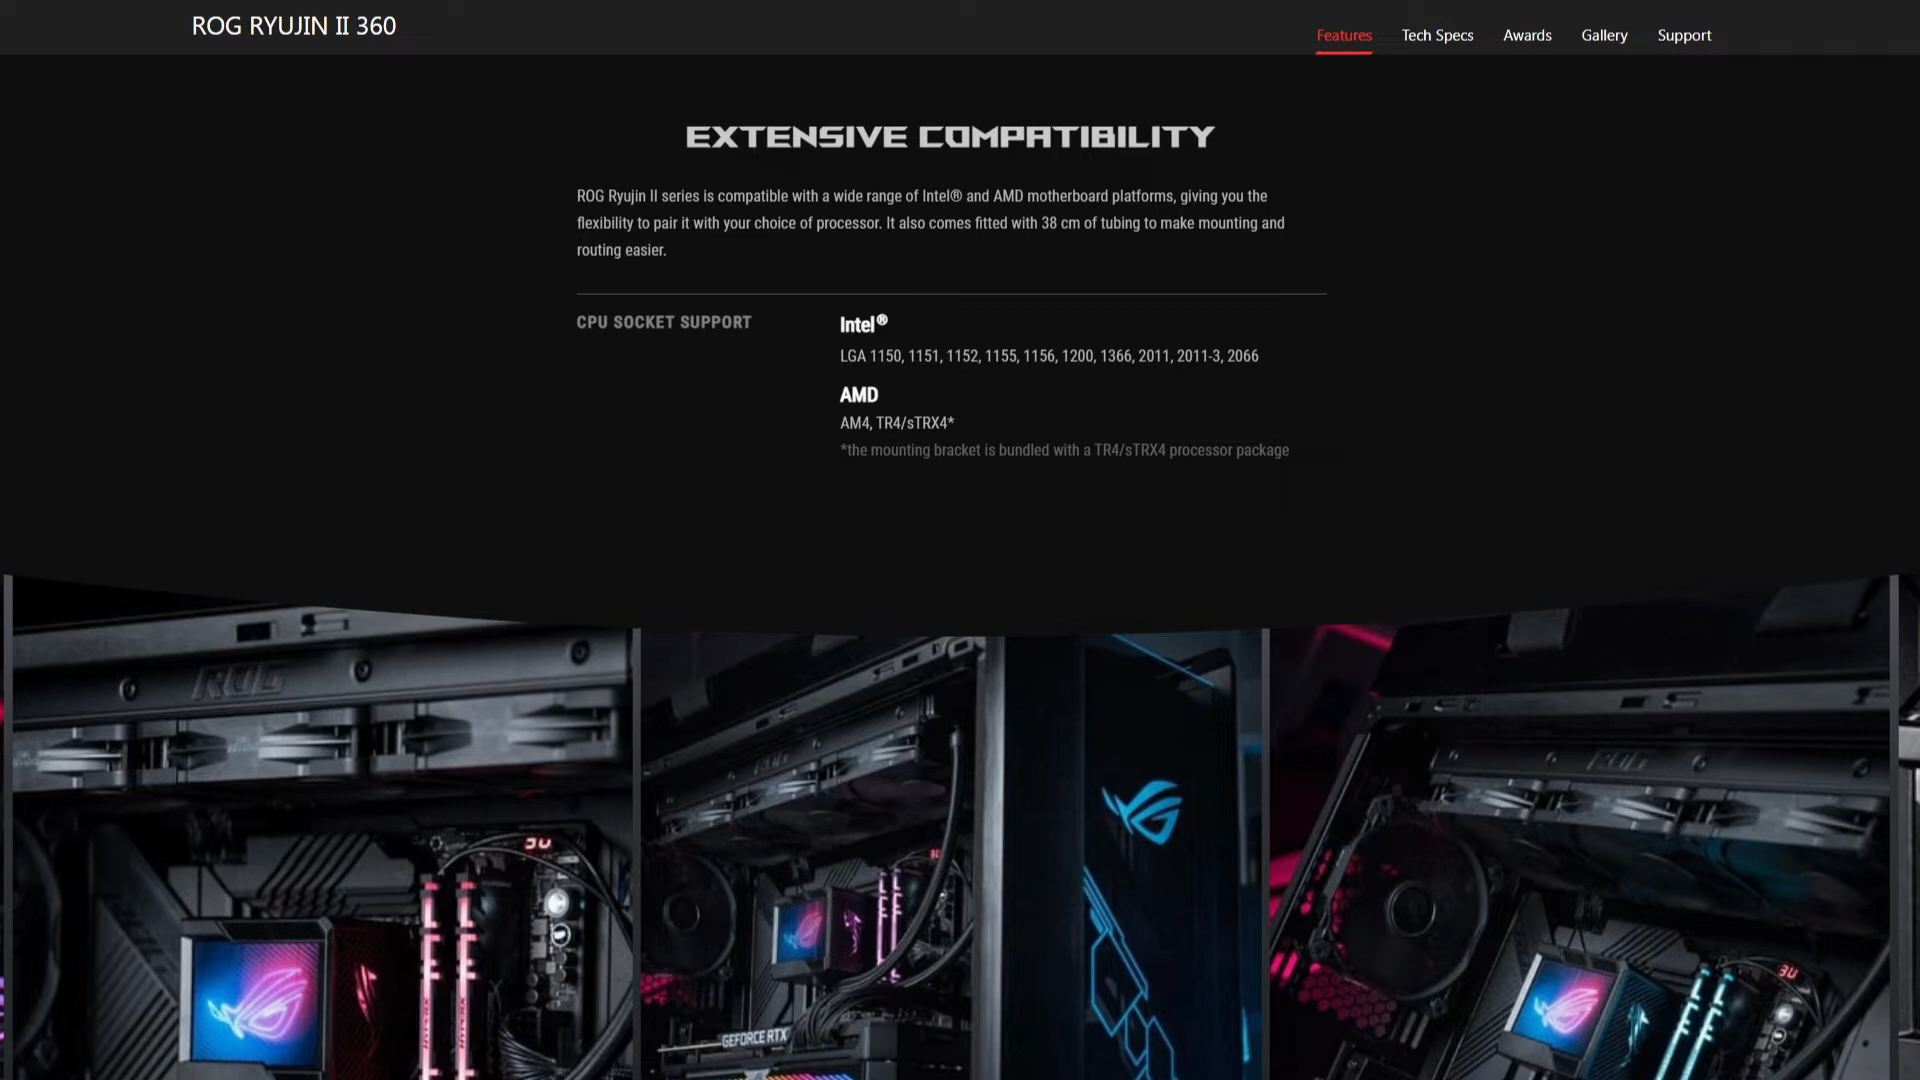 ROG RYUJIN II 360
Features
Tech Specs
Awards
Gallery
Support
EXTENSIVE COMPATIBILITY
ROG Ryujin II series is compatible with a wide range of Intel® and AMD motherboard platforms, giving you the
flexibility to pair it with your choice of processor. It also comes fitted with 38 cm of tubing to make mounting and
routing easier.
CPU SOCKET SUPPORT
Intel®
LGA 1150, 1151, 1152, 1155, 1156, 1200, 1366, 2011, 2011-3, 2066
AMD
AM4, TR4/sTRX4*
*the mounting bracket is bundled with a TR4/sTRX4 processor package
ROG
ROG
ROG
GEFORCE RTX